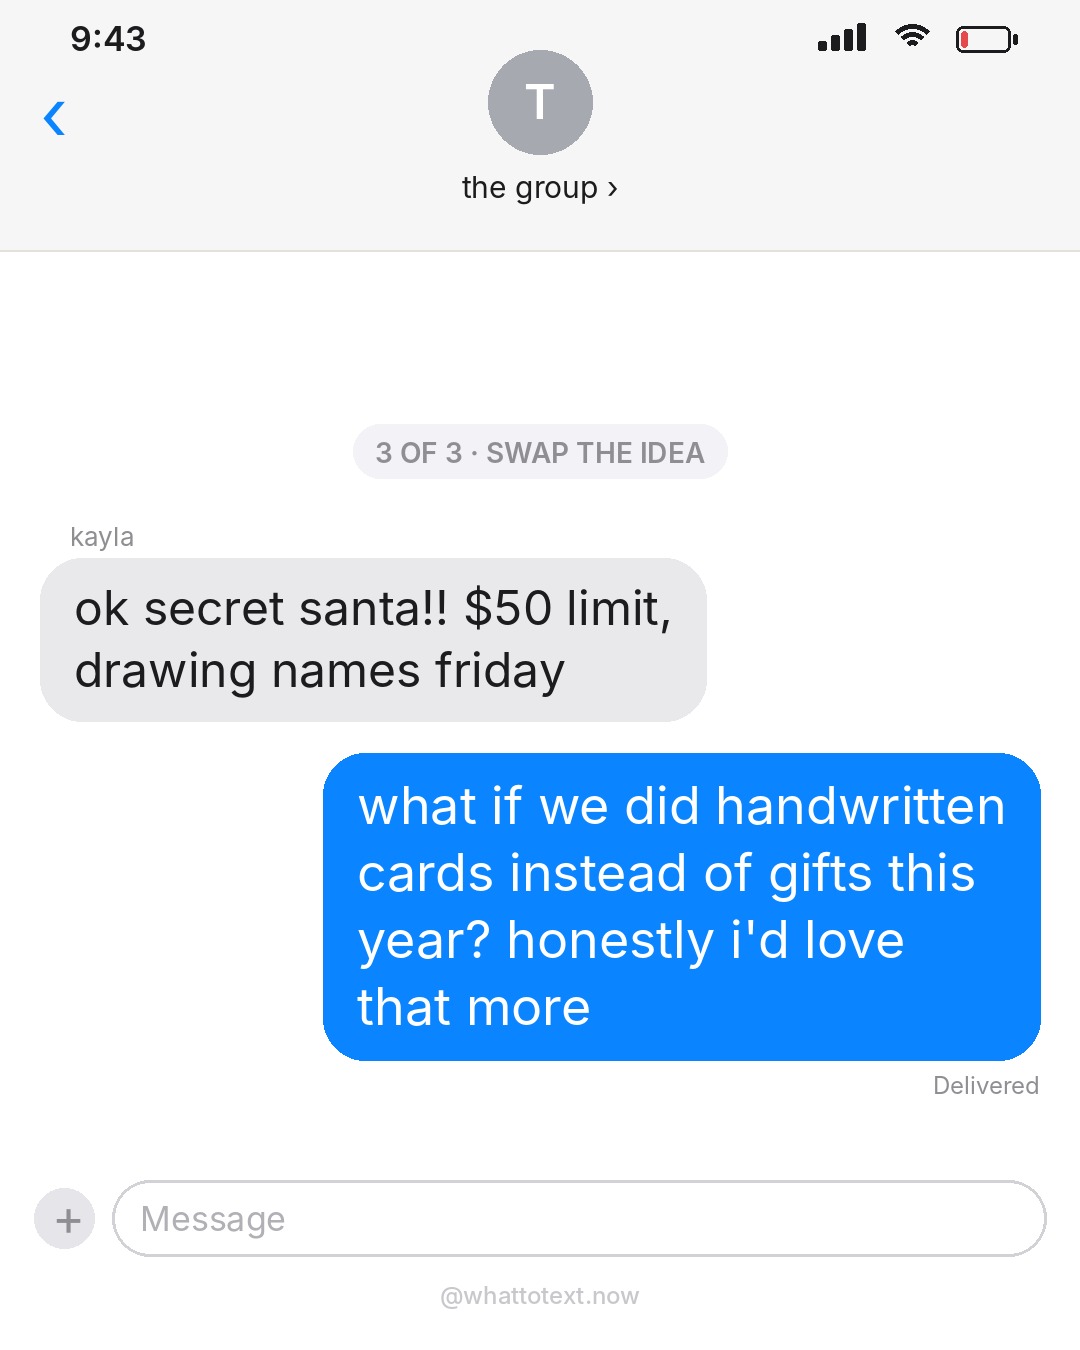 9:43
T
the group ›
3 OF 3 · SWAP THE IDEA
kayla
ok secret santa!! $50 limit,
drawing names friday
what if we did handwritten
cards instead of gifts this
year? honestly i'd love
that more
Delivered
+
Message
@whattotext.now